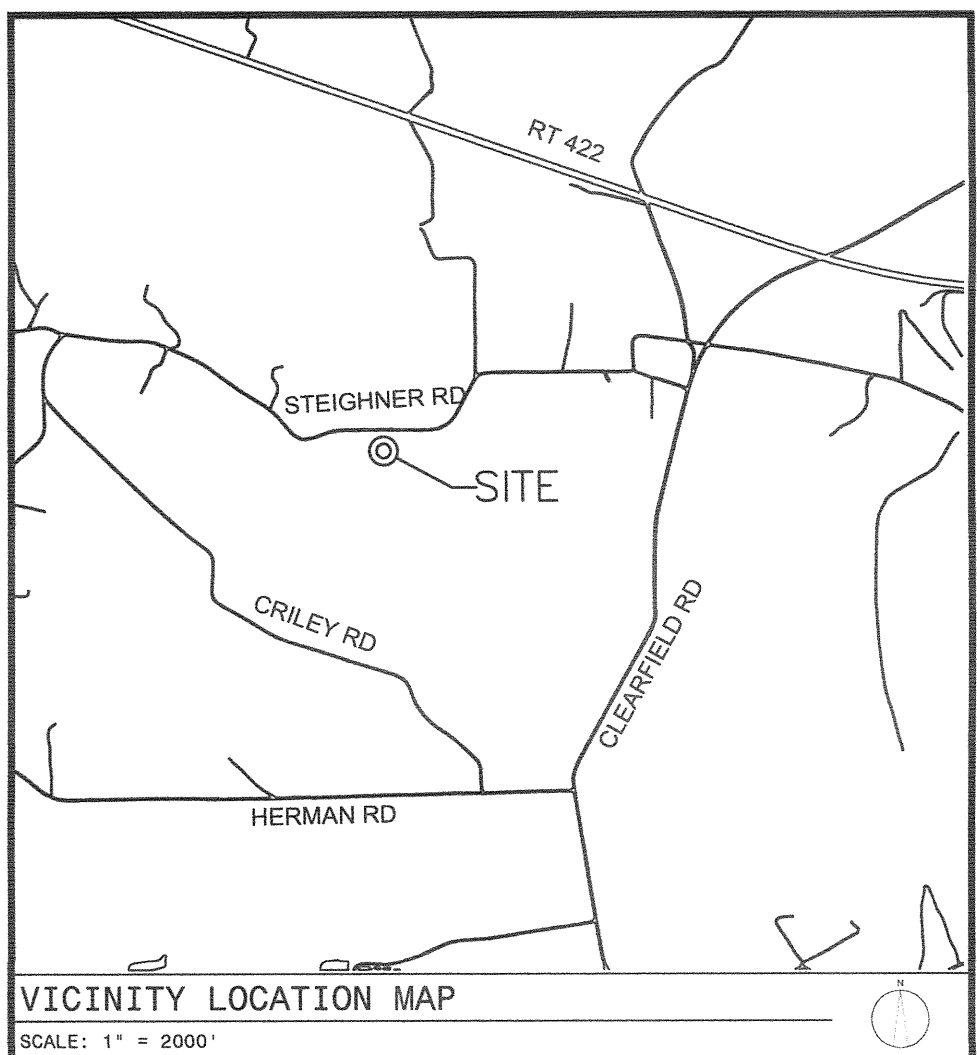 RT 422
STEIGHNER RD
SITE
CRILEY RD
CLEARFIELD RD
HERMAN RD
VICINITY LOCATION MAP
N
SCALE: 1" = 2000'